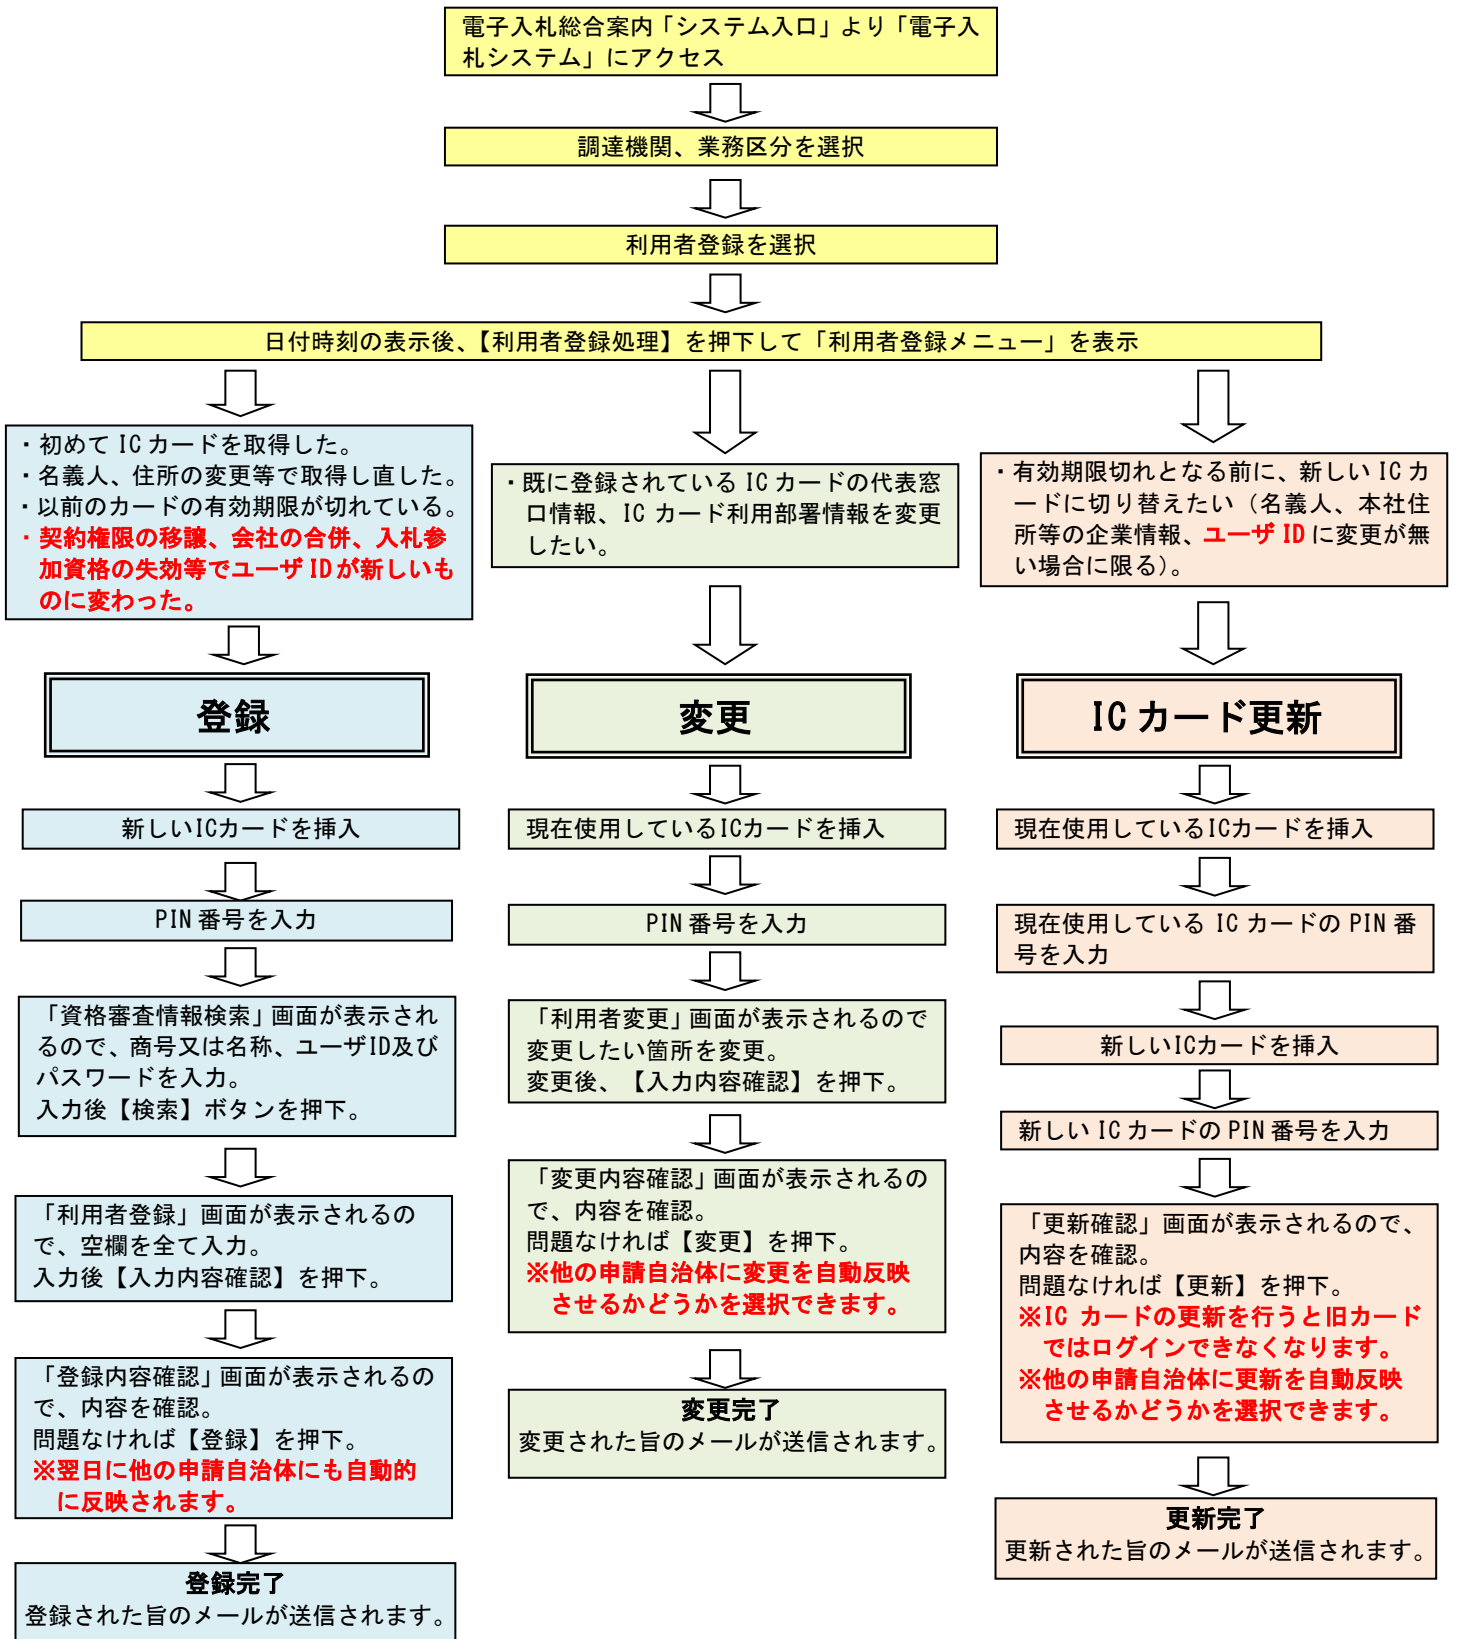 電子入札総合案内「システム入口」より「電子入
札システム」にアクセス
調達機関、業務区分を選択
利用者登録を選択
日付時刻の表示後、【利用者登録処理】を押下して「利用者登録メニュー」を表示
・初めて IC カードを取得した。
・名義人、住所の変更等で取得し直した。
・以前のカードの有効期限が切れている。
・契約権限の移譲、会社の合併、入札参
加資格の失効等でユーザ ID が新しいも
のに変わった。
登録
新しいICカードを挿入
PIN 番号を入力
「資格審査情報検索」画面が表示され
るので、商号又は名称、ユーザID及び
パスワードを入力。
入力後【検索】ボタンを押下。
「利用者登録」画面が表示されるの
で、空欄を全て入力。
入力後【入力内容確認】を押下。
「登録内容確認」画面が表示されるの
で、内容を確認。
問題なければ【登録】を押下。
※翌日に他の申請自治体にも自動的
に反映されます。
登録完了
登録された旨のメールが送信されます。
・既に登録されている IC カードの代表窓
口情報、IC カード利用部署情報を変更
したい。
変更
現在使用しているICカードを挿入
PIN 番号を入力
「利用者変更」画面が表示されるので
変更したい箇所を変更。
変更後、【入力内容確認】を押下。
「変更内容確認」画面が表示されるの
で、内容を確認。
問題なければ【変更】を押下。
※他の申請自治体に変更を自動反映
させるかどうかを選択できます。
変更完了
変更された旨のメールが送信されます。
・有効期限切れとなる前に、新しい IC カ
ードに切り替えたい（名義人、本社住
所等の企業情報、ユーザ ID に変更が無
い場合に限る）。
IC カード更新
現在使用しているICカードを挿入
現在使用している IC カードの PIN 番
号を入力
新しいICカードを挿入
新しい IC カードの PIN 番号を入力
「更新確認」画面が表示されるので、
内容を確認。
問題なければ【更新】を押下。
※IC カードの更新を行うと旧カード
ではログインできなくなります。
※他の申請自治体に更新を自動反映
させるかどうかを選択できます。
更新完了
更新された旨のメールが送信されます。